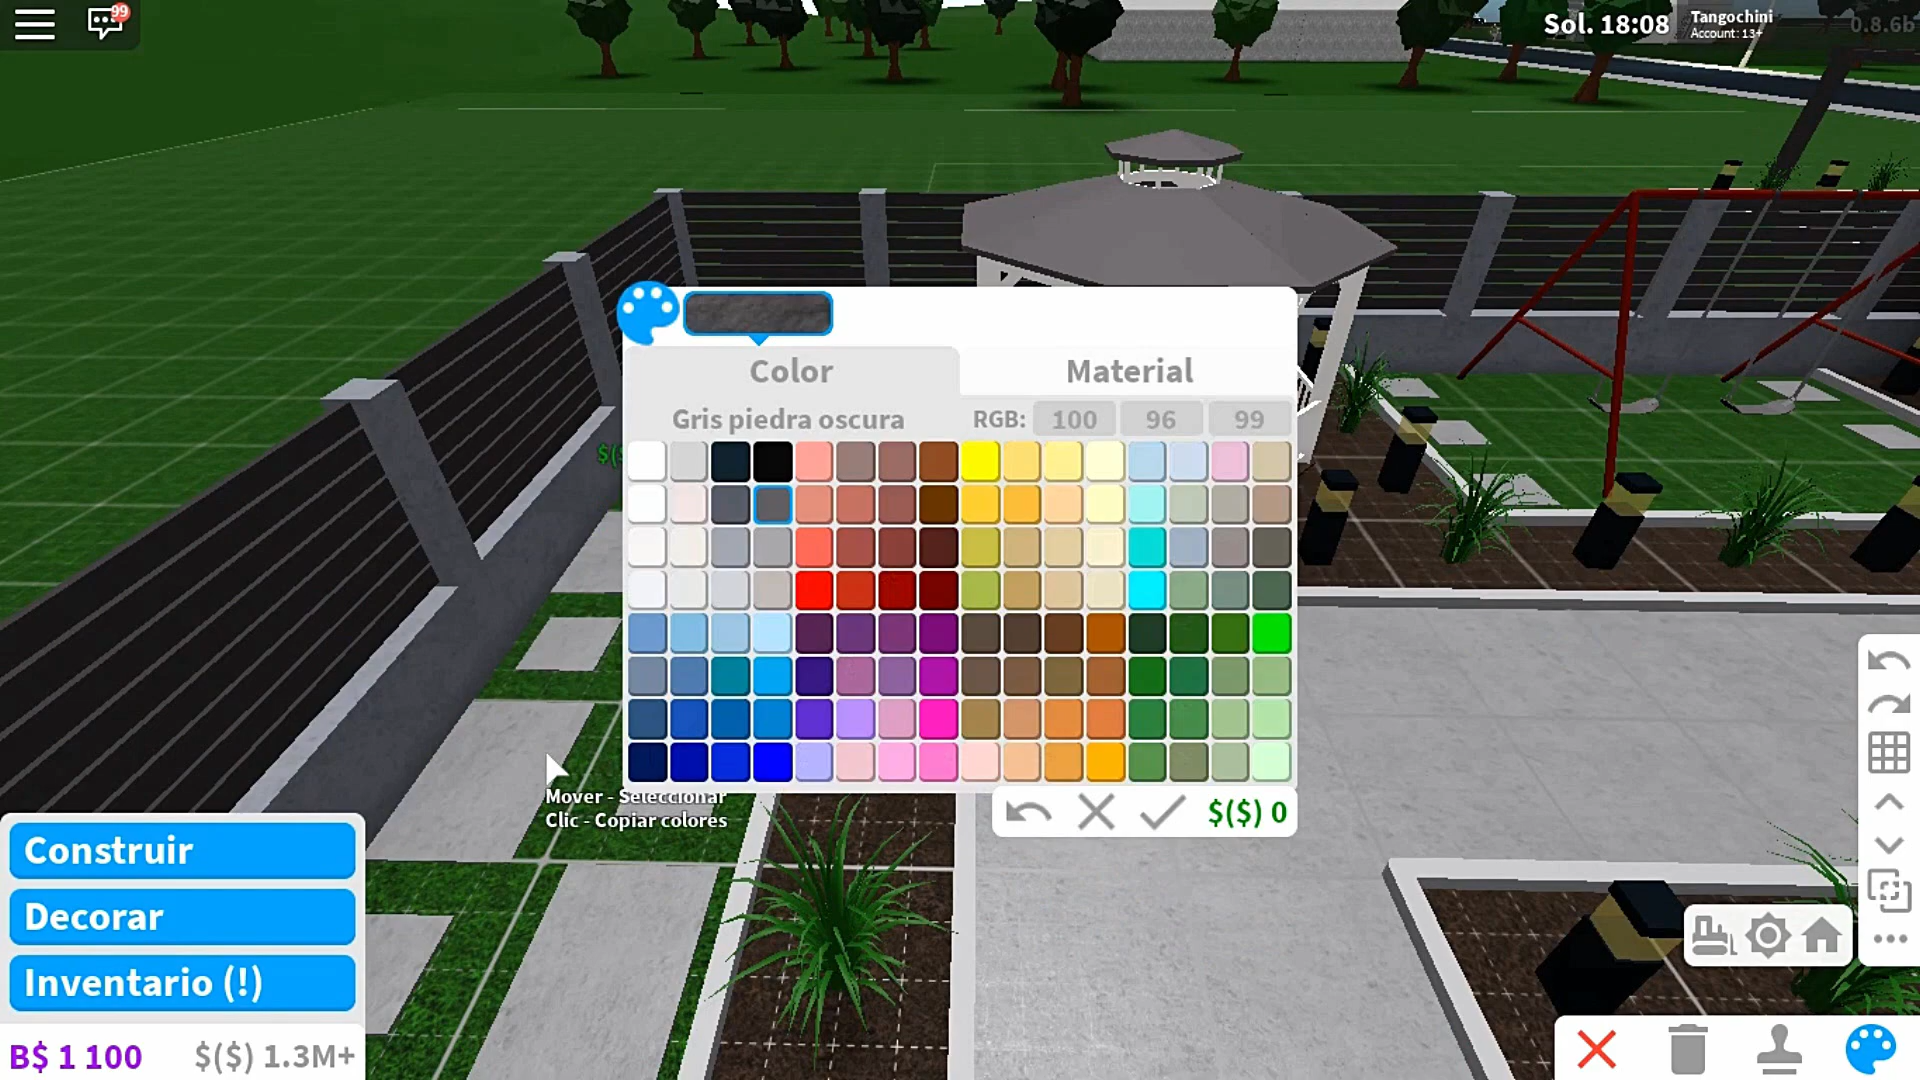 99
Sol. 18:08
Tangochini
Account: 13+
0.8.6b
Color
Material
Gris piedra oscura
RGB: 100 96 99
$(
Mover - Seleccionar
Clic - Copiar colores
$($) 0
Construir
Decorar
Inventario (!)
B$ 1 100
$($) 1.3M+